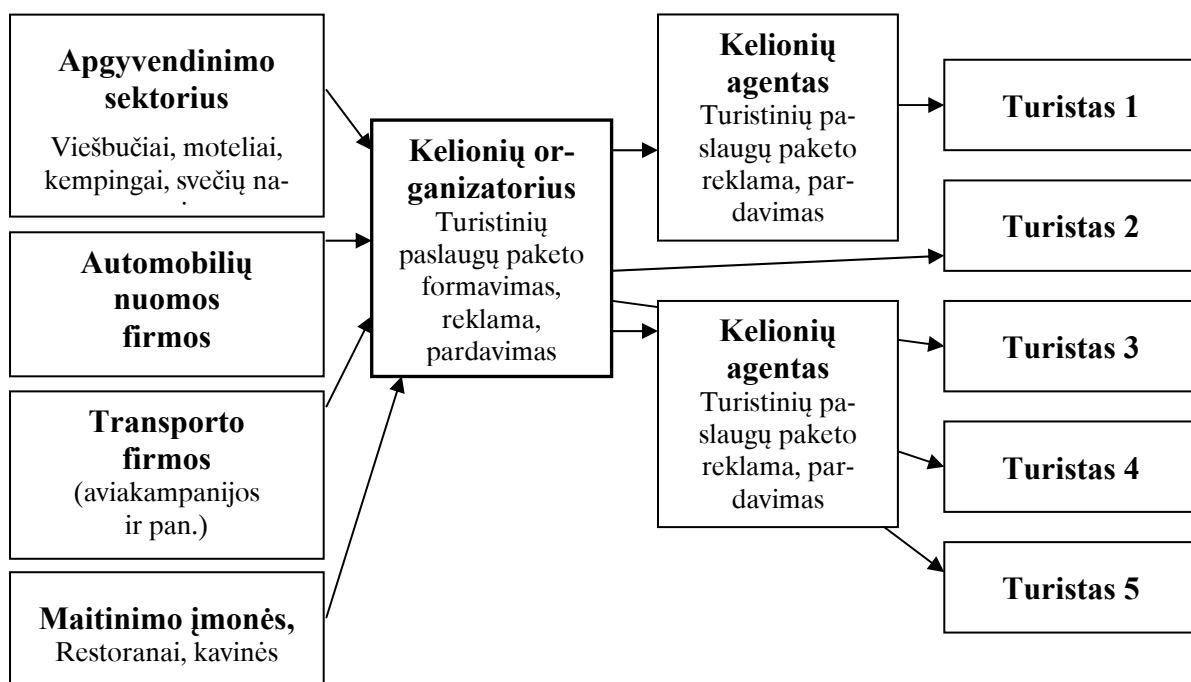 Apgyvendinimo
sektorius
Viešbučiai, moteliai,
kempingai, svečių na-
Automobilių
nuomos
firmos
Transporto
firmos
(aviakampanijos
ir pan.)
Maitinimo įmonės,
Restoranai, kavinės
Kelionių or-
ganizatorius
Turistinių
paslaugų paketo
formavimas,
reklama,
pardavimas
Kelionių
agentas
Turistinių pa-
slaugų paketo
reklama, par-
davimas
Kelionių
agentas
Turistinių pa-
slaugų paketo
reklama, par-
davimas
Turistas 1
Turistas 2
Turistas 3
Turistas 4
Turistas 5